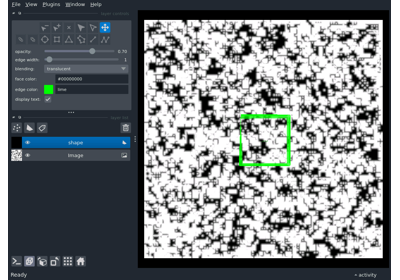 File View Plugins Window Help
opacity: 0.70
edge width: 1
blending: translucent
face color: #00000000
edge color: lime
display text:
shape
image
Ready
activity